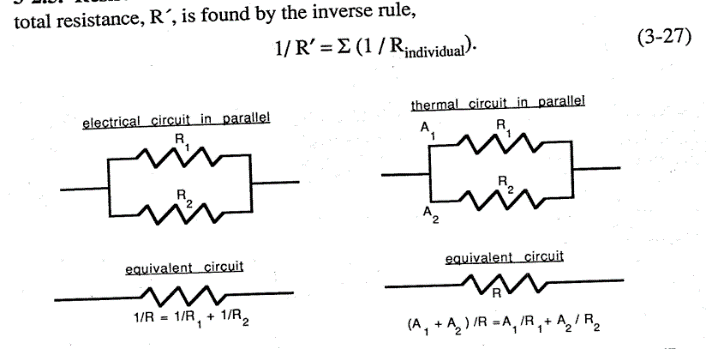 total resistance, R´, is found by the inverse rule,
1/ R′ = Σ (1 / Rindividual). (3-27)
electrical circuit in parallel
R1
R2
equivalent circuit
1/R = 1/R1 + 1/R2
thermal circuit in parallel
A1 R1
R2
A2
equivalent circuit
R
(A1 + A2) /R = A1/R1 + A2 / R2